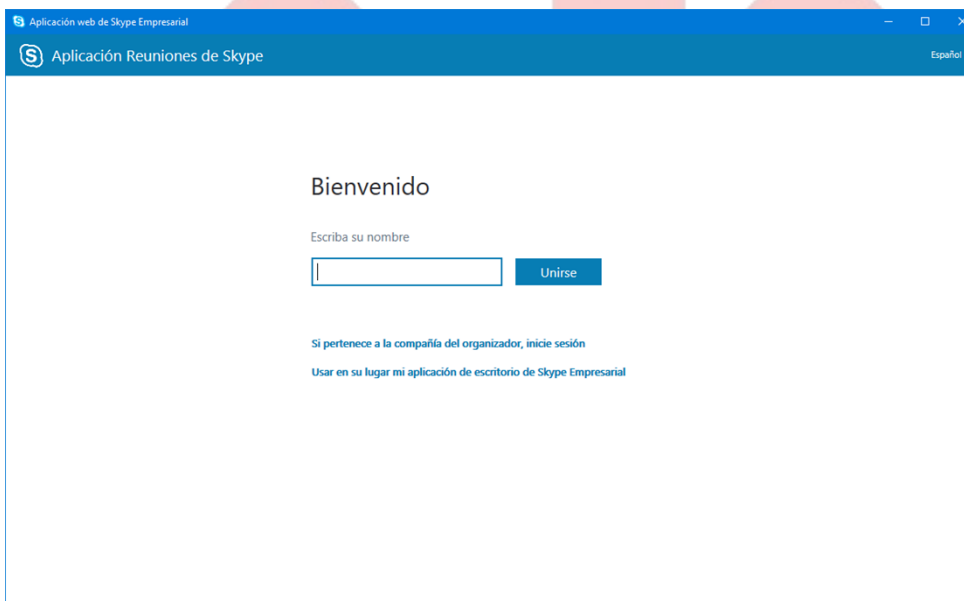 Aplicación web de Skype Empresarial
Aplicación Reuniones de Skype
Español
Bienvenido
Escriba su nombre
Unirse
Si pertenece a la compañía del organizador, inicie sesión
Usar en su lugar mi aplicación de escritorio de Skype Empresarial